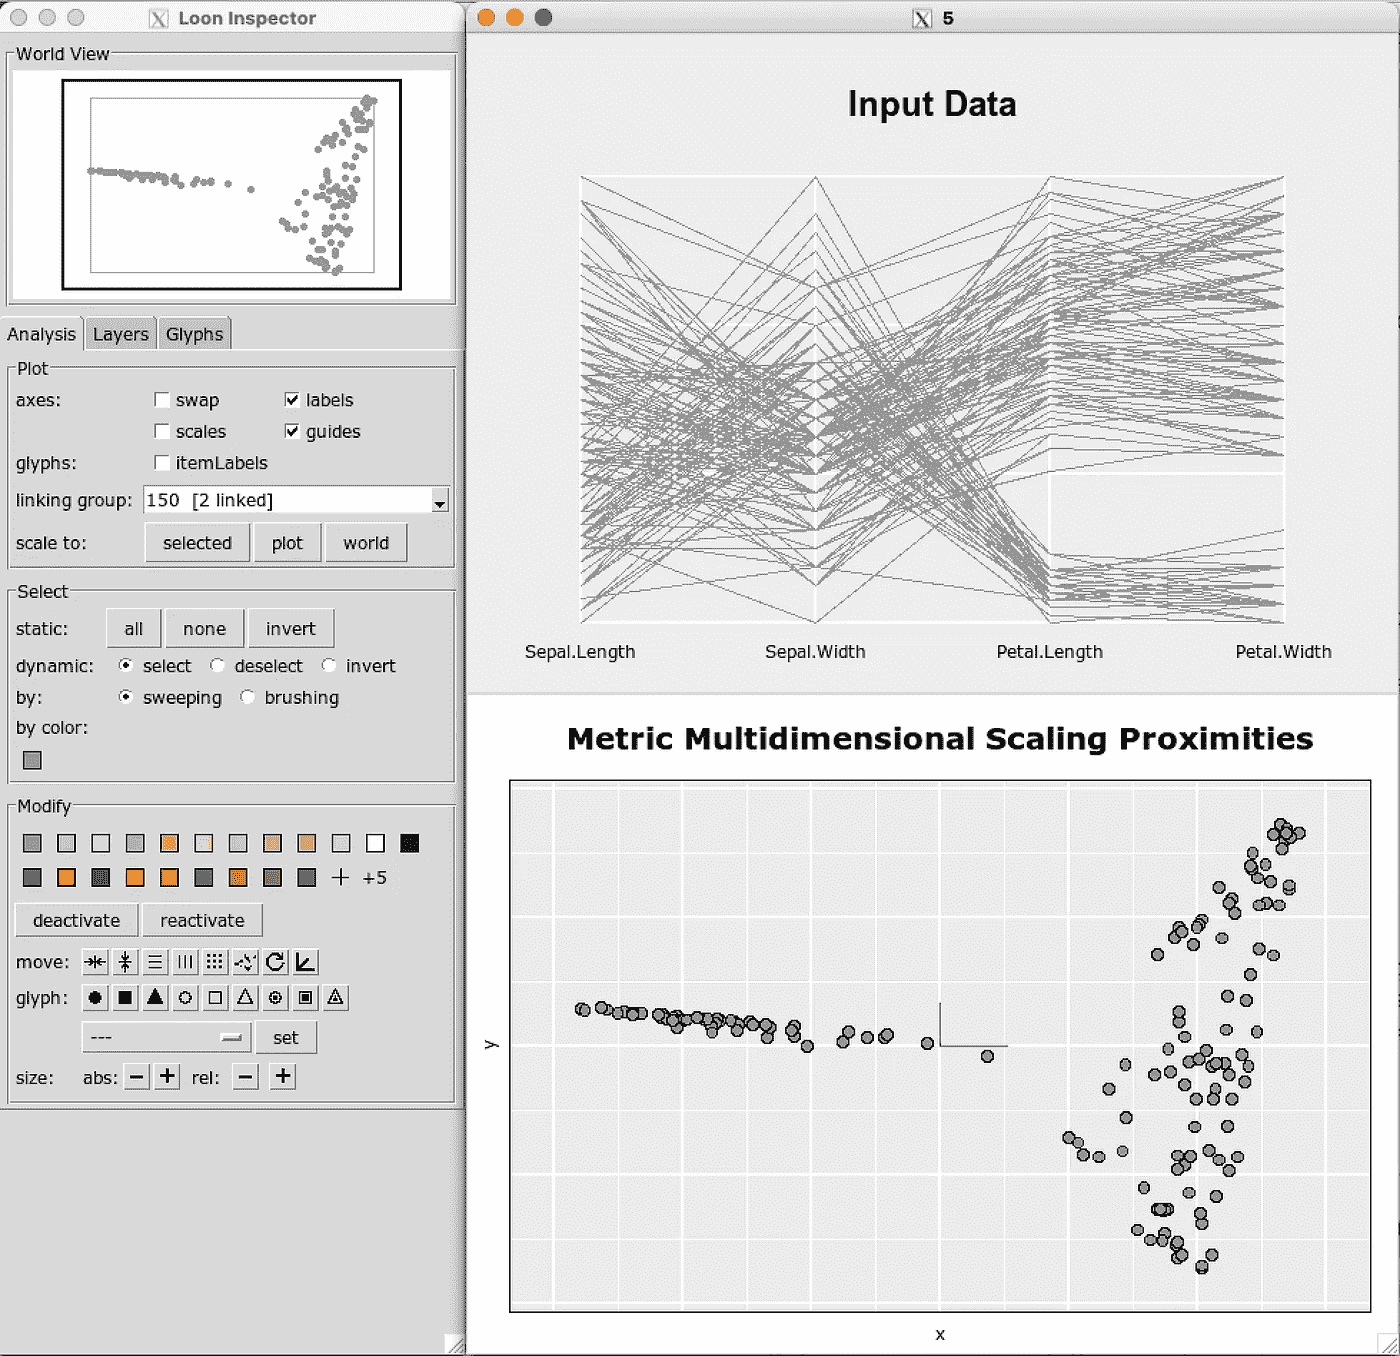 Loon Inspector
World View
Analysis Layers Glyphs
Plot
axes: swap labels
scales guides
glyphs: itemLabels
linking group: 150 [2 linked]
scale to: selected plot world
Select
static: all none invert
dynamic: select deselect invert
by: sweeping brushing
by color:
Modify
+5
deactivate reactivate
move:
glyph:
--- set
size: abs: − + rel: − +
5
Input Data
Sepal.Length Sepal.Width Petal.Length Petal.Width
Metric Multidimensional Scaling Proximities
y
x